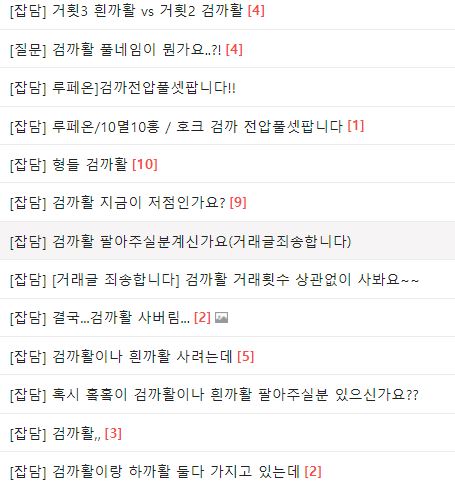 [잡담] 거횟3 흰까활 vs 거횟2 검까활 [4]
[질문] 검까활 풀네임이 뭔가요..?! [4]
[잡담] 루페온]검까전압풀셋팝니다!!
[잡담] 루페온/10멸10홍 / 호크 검까 전압풀셋팝니다 [1]
[잡담] 형들 검까활 [10]
[잡담] 검까활 지금이 저점인가요? [9]
[잡담] 검까활 팔아주실분계신가요(거래글죄송합니다)
[잡담] [거래글 죄송합니다] 검까활 거래횟수 상관없이 사봐요~~
[잡담] 결국...검까활 사버림... [2]
[잡담] 검까활이나 흰까활 사려는데 [5]
[잡담] 혹시 혹혹이 검까활이나 흰까활 팔아주실분 있으신가요??
[잡담] 검까활,, [3]
[잡담] 검까활이랑 하까활 둘다 가지고 있는데 [2]